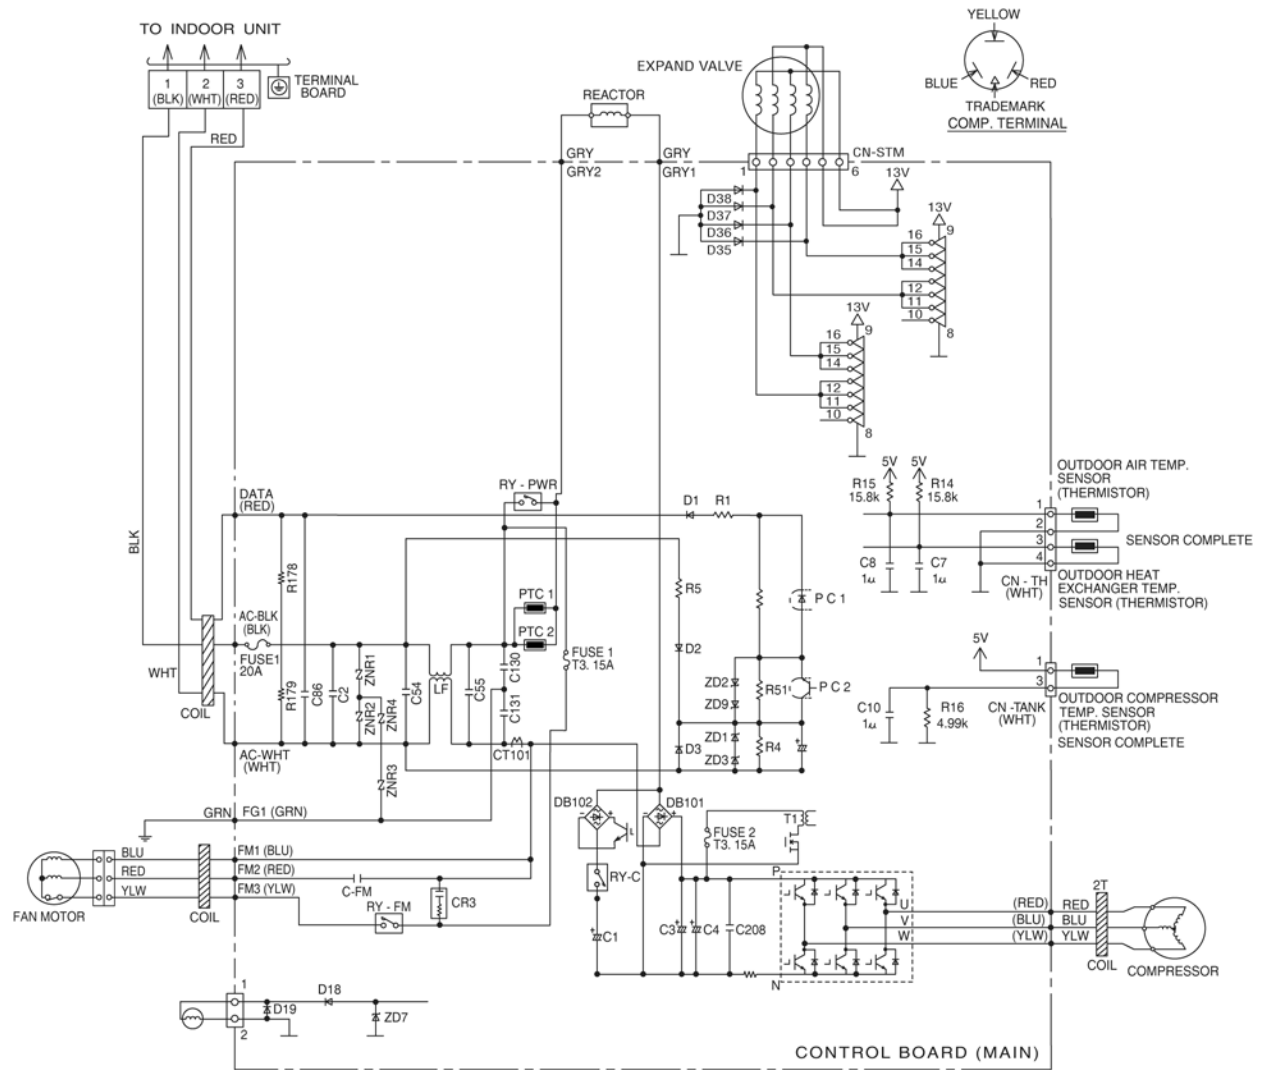 TO INDOOR UNIT
YELLOW
EXPAND VALVE
1 2 3
(BLK) (WHT) (RED)
TERMINAL
BOARD
BLUE RED
REACTOR
TRADEMARK
COMP. TERMINAL
RED
GRY GRY
GRY2 GRY1
CN-STM
1 6
13V
D38
D37
D36
D35
13V
16 9
15
14
12
11
10
8
13V
16 9
15
14
12
11
10
8
DATA
(RED)
RY - PWR
D1 R1
5V 5V
R15
15.8k
R14
15.8k
OUTDOOR AIR TEMP.
SENSOR
(THERMISTOR)
1
2
3
4
SENSOR COMPLETE
C8
1u
C7
1u
CN - TH
(WHT)
OUTDOOR HEAT
EXCHANGER TEMP.
SENSOR (THERMISTOR)
BLK
R178
R5
PTC 1
PTC 2
PC1
AC-BLK
(BLK)
FUSE1
20A
FUSE 1
T3. 15A
D2
5V
WHT
COIL
R179
C86
C2
ZNR1
ZNR2
ZNR4
C54
LF
C55
C130
C131
ZD2
ZD9
R51
PC2
1
3
C10
1u
R16
4.99k
CN -TANK
(WHT)
OUTDOOR COMPRESSOR
TEMP. SENSOR
(THERMISTOR)
SENSOR COMPLETE
AC-WHT
(WHT)
ZNR3
CT101
D3
ZD1
ZD3
R4
GRN
FG1 (GRN)
DB102
DB101
FUSE 2
T3. 15A
T1
BLU
RED
YLW
FM1 (BLU)
FM2 (RED)
FM3 (YLW)
C-FM
CR3
RY - FM
RY-C
FAN MOTOR
COIL
P
U
V
W
N
C1
C3
C4
C208
(RED) RED
(BLU) BLU
(YLW) YLW
2T
COIL
COMPRESSOR
1
2
D19
D18
ZD7
CONTROL BOARD (MAIN)